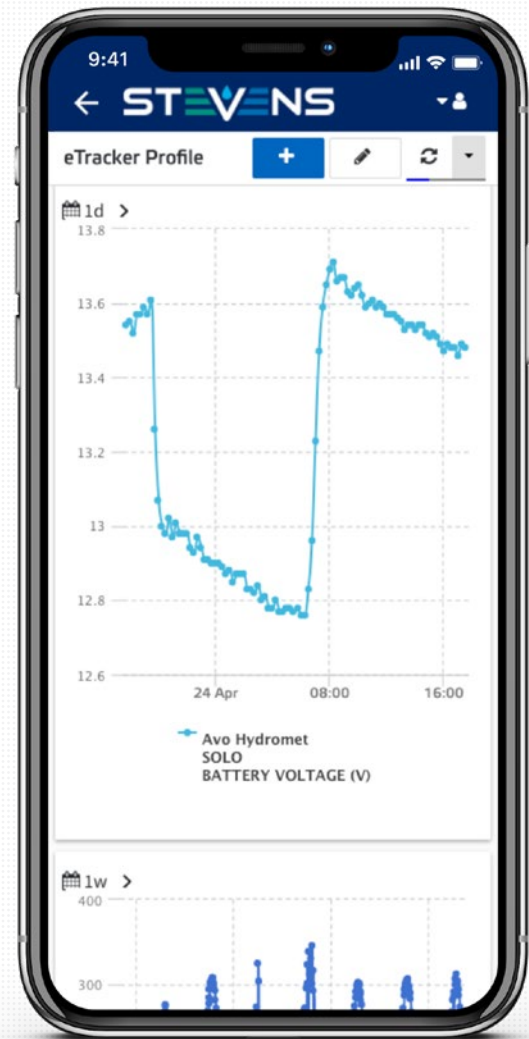 9:41
STEVENS
eTracker Profile
+
1d >
13.8
13.6
13.4
13.2
13
12.8
12.6
24 Apr 08:00 16:00
Avo Hydromet
SOLO
BATTERY VOLTAGE (V)
1w >
400
300